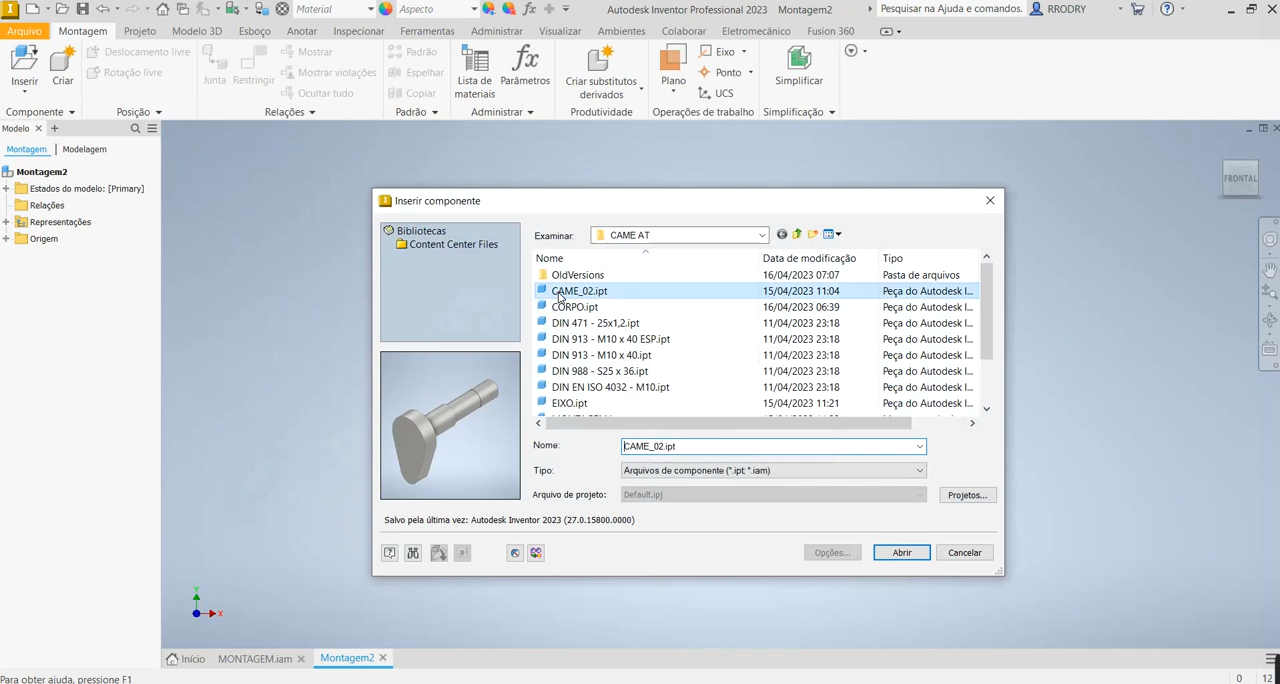 Material
Aspecto
Autodesk Inventor Professional 2023 Montagem2
Pesquisar na Ajuda e comandos.
RRODRY
Arquivo Montagem Projeto Modelo 3D Esboço Anotar Inspecionar Ferramentas Administrar Visualizar Ambientes Colaborar Eletromecânico Fusion 360
Inserir
Criar
Deslocamento livre
Rotação livre
Junta
Restringir
Mostrar
Mostrar violações
Ocultar tudo
Padrão
Espelhar
Copiar
Lista de
materiais
Parâmetros
Criar substitutos
derivados
Plano
Eixo
Ponto
UCS
Simplificar
Componente Posição Relações Padrão Administrar Produtividade Operações de trabalho Simplificação
Modelo
Montagem Modelagem
Montagem2
Estados do modelo: [Primary]
Relações
Representações
Origem
FRONTAL
Inserir componente
Bibliotecas
Content Center Files
Examinar: CAME AT
Nome Data de modificação Tipo
OldVersions 16/04/2023 07:07 Pasta de arquivos
CAME_02.ipt 15/04/2023 11:04 Peça do Autodesk I...
CORPO.ipt 16/04/2023 06:39 Peça do Autodesk I...
DIN 471 - 25x1,2.ipt 11/04/2023 23:18 Peça do Autodesk I...
DIN 913 - M10 x 40 ESP.ipt 11/04/2023 23:18 Peça do Autodesk I...
DIN 913 - M10 x 40.ipt 11/04/2023 23:18 Peça do Autodesk I...
DIN 988 - S25 x 36.ipt 11/04/2023 23:18 Peça do Autodesk I...
DIN EN ISO 4032 - M10.ipt 11/04/2023 23:18 Peça do Autodesk I...
EIXO.ipt 15/04/2023 11:21 Peça do Autodesk I...
Nome: CAME_02.ipt
Tipo: Arquivos de componente (*.ipt; *.iam)
Arquivo de projeto: Default.ipj Projetos...
Salvo pela última vez: Autodesk Inventor 2023 (27.0.15800.0000)
Opções... Abrir Cancelar
Y
X
Início MONTAGEM.iam Montagem2
Para obter ajuda, pressione F1
0 12